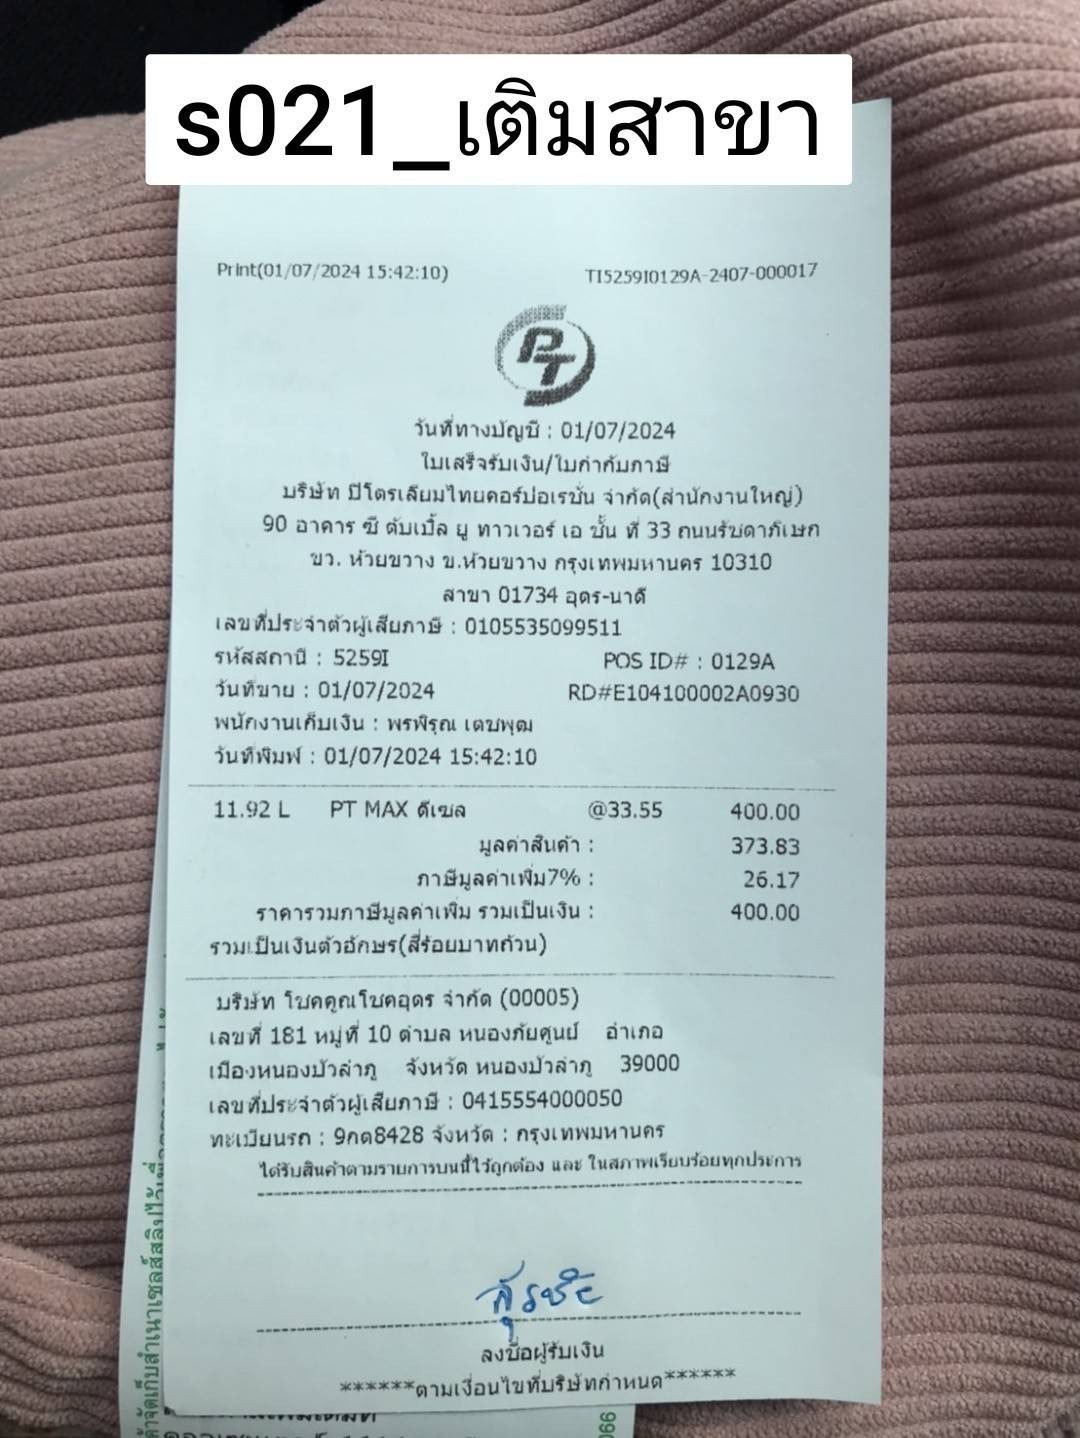 s021_เติมสาขา
Print(01/07/2024 15:42:10) TI5259I0129A-2407-000017
PT
วันที่ทางบัญชี : 01/07/2024
ใบเสร็จรับเงิน/ใบกำกับภาษี
บริษัท ปิโตรเลียมไทยคอร์ปอเรชั่น จำกัด(สำนักงานใหญ่)
90 อาคาร ซี ดับเบิ้ล ยู ทาวเวอร์ เอ ชั้น ที่ 33 ถนนรัชดาภิเษก
ขว. ห้วยขวาง ข.ห้วยขวาง กรุงเทพมหานคร 10310
สาขา 01734 อุดร-นาดี
เลขที่ประจำตัวผู้เสียภาษี : 0105535099511
รหัสสถานี : 5259I POS ID# : 0129A
วันที่ขาย : 01/07/2024 RD#E104100002A0930
พนักงานเก็บเงิน : พรพิรุณ เดชพุฒ
วันที่พิมพ์ : 01/07/2024 15:42:10
11.92 L PT MAX ดีเซล @33.55 400.00
มูลค่าสินค้า : 373.83
ภาษีมูลค่าเพิ่ม7% : 26.17
ราคารวมภาษีมูลค่าเพิ่ม รวมเป็นเงิน : 400.00
รวมเป็นเงินตัวอักษร(สี่ร้อยบาทถ้วน)
บริษัท โชคคูณโชคอุดร จำกัด (00005)
เลขที่ 181 หมู่ที่ 10 ตำบล หนองภัยศูนย์ อำเภอ
เมืองหนองบัวลำภู จังหวัด หนองบัวลำภู 39000
เลขที่ประจำตัวผู้เสียภาษี : 0415554000050
ทะเบียนรถ : 9กต8428 จังหวัด : กรุงเทพมหานคร
ได้รับสินค้าตามรายการบนนี้ไว้ถูกต้อง และ ในสภาพเรียบร้อยทุกประการ
สุรชัย
ลงชื่อผู้รับเงิน
******ตามเงื่อนไขที่บริษัทกำหนด******